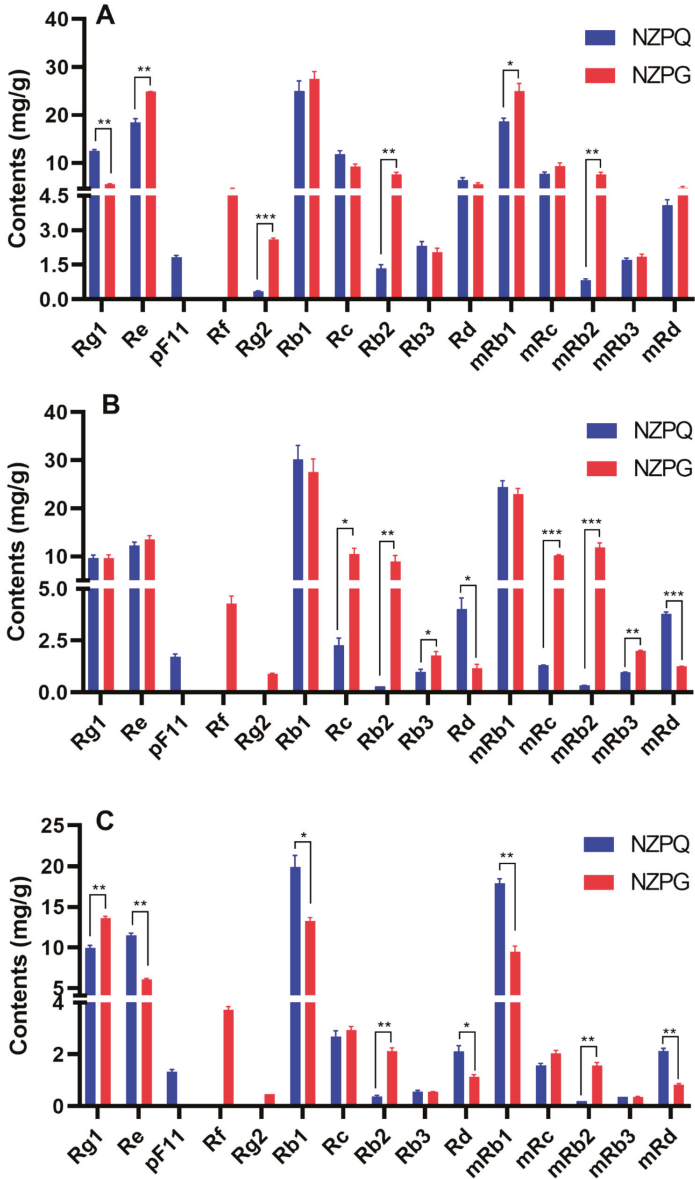 A
NZPQ
NZPG
Contents (mg/g)
40
30
20
10
4.5
3.0
1.5
0.0
** ** *** ** * **
Rg1 Re pF11 Rf Rg2 Rb1 Rc Rb2 Rb3 Rd mRb1 mRc mRb2 mRb3 mRd
B
NZPQ
NZPG
Contents (mg/g)
40
30
20
10
5.0
2.5
0.0
* ** * * *** *** ** ***
Rg1 Re pF11 Rf Rg2 Rb1 Rc Rb2 Rb3 Rd mRb1 mRc mRb2 mRb3 mRd
C
NZPQ
NZPG
Contents (mg/g)
25
20
15
10
5
4
2
0
** ** * ** * ** ** **
Rg1 Re pF11 Rf Rg2 Rb1 Rc Rb2 Rb3 Rd mRb1 mRc mRb2 mRb3 mRd